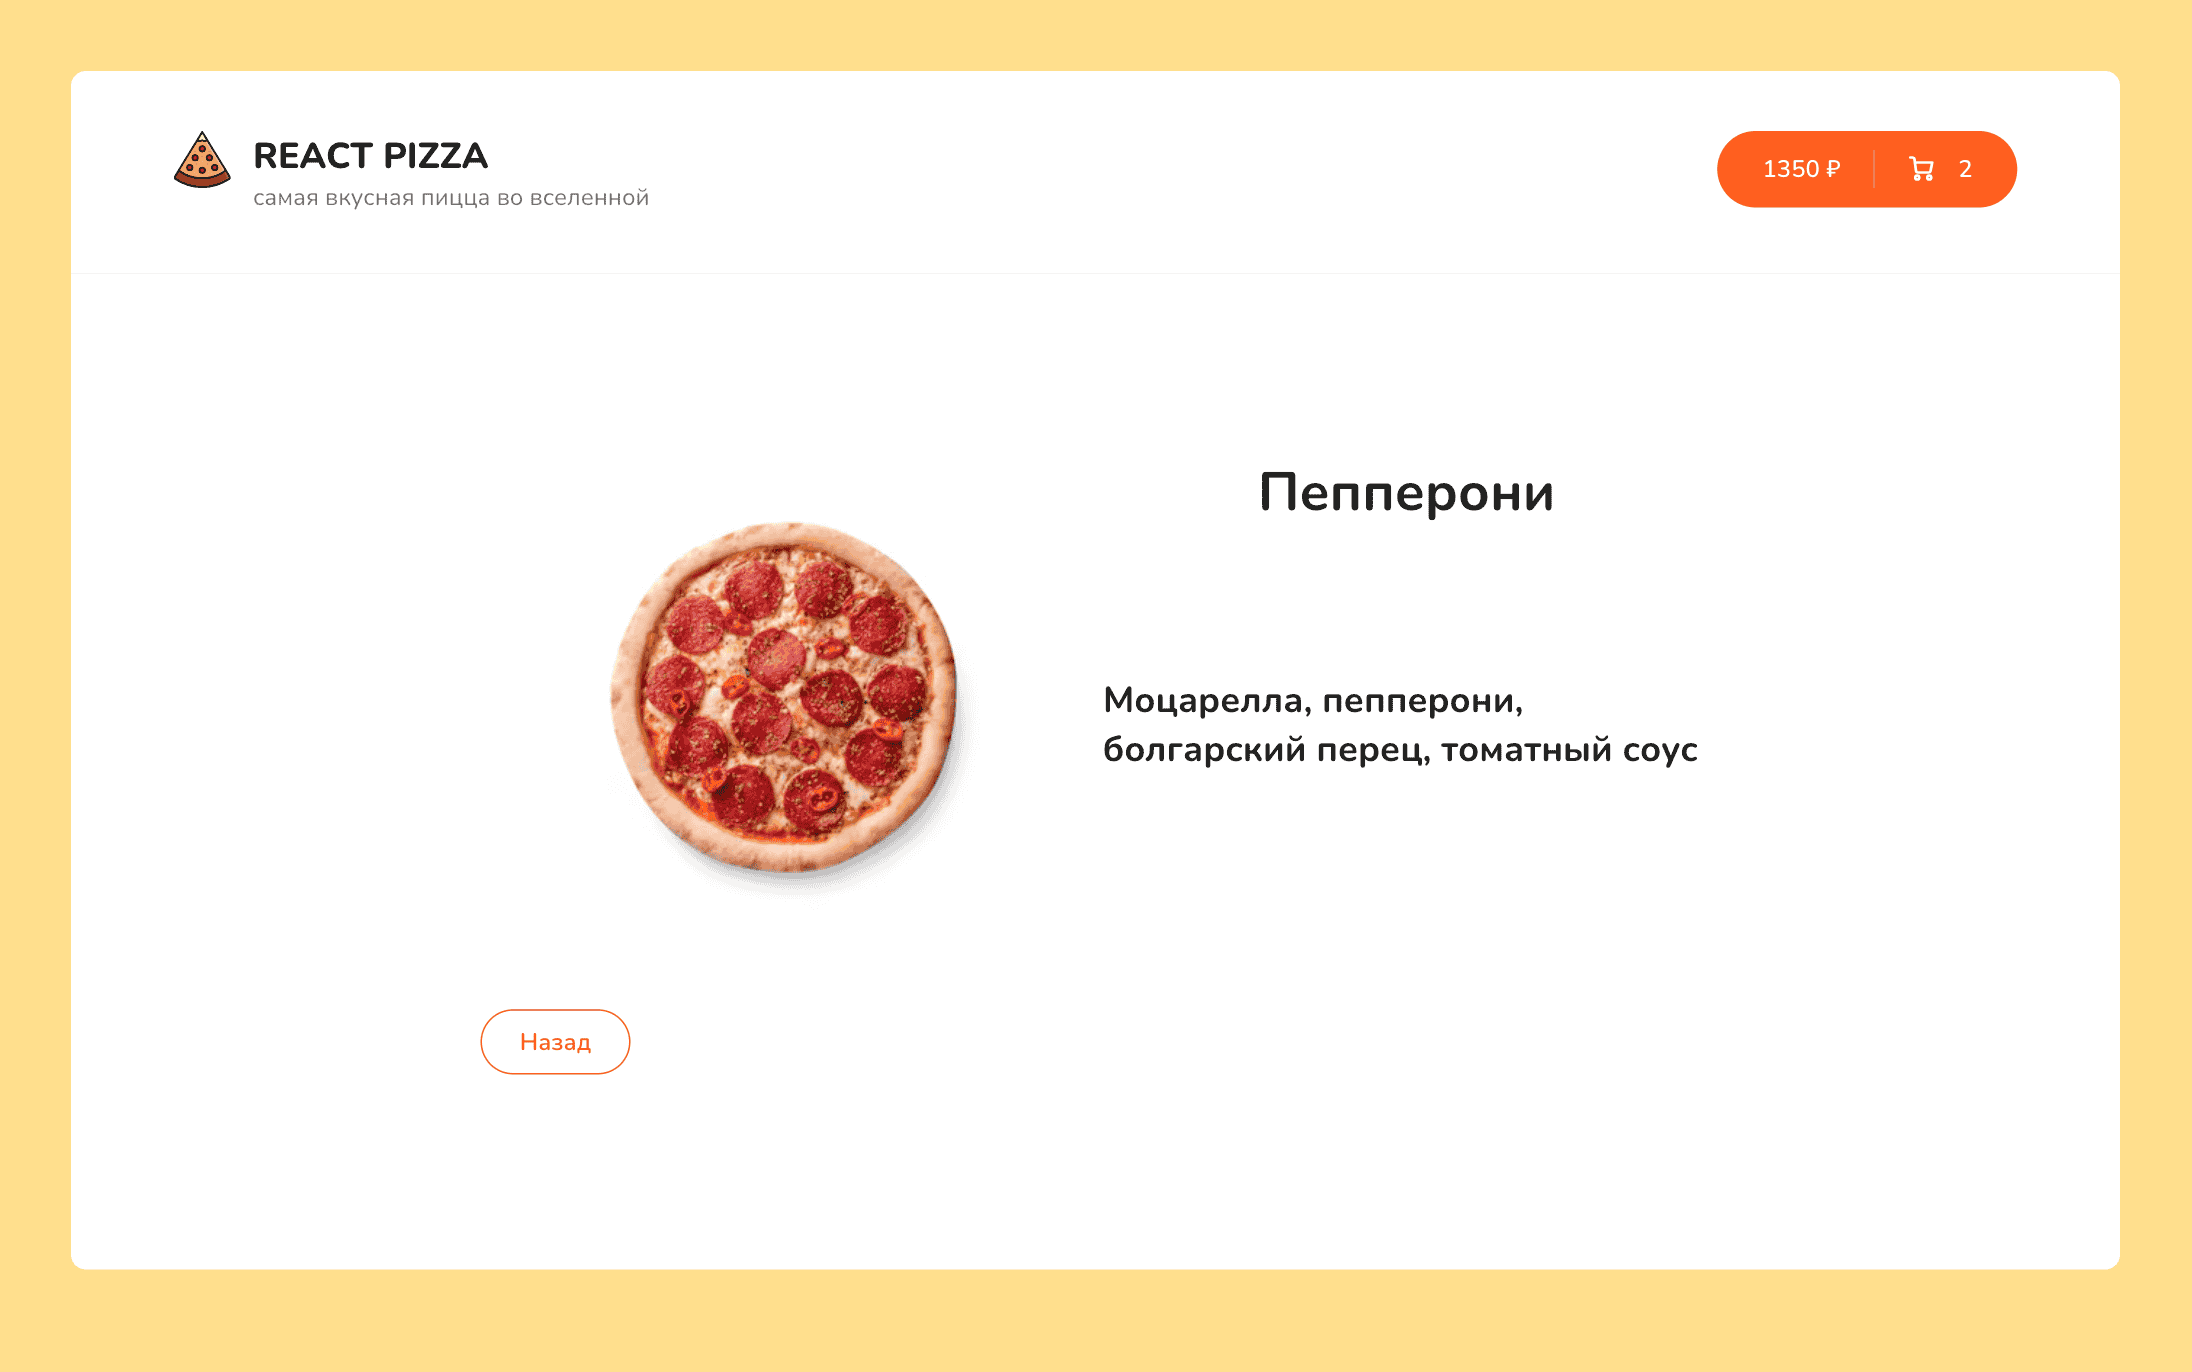 REACT PIZZA
самая вкусная пицца во вселенной
1350 ₽
2
Пепперони
Моцарелла, пепперони,
болгарский перец, томатный соус
Назад